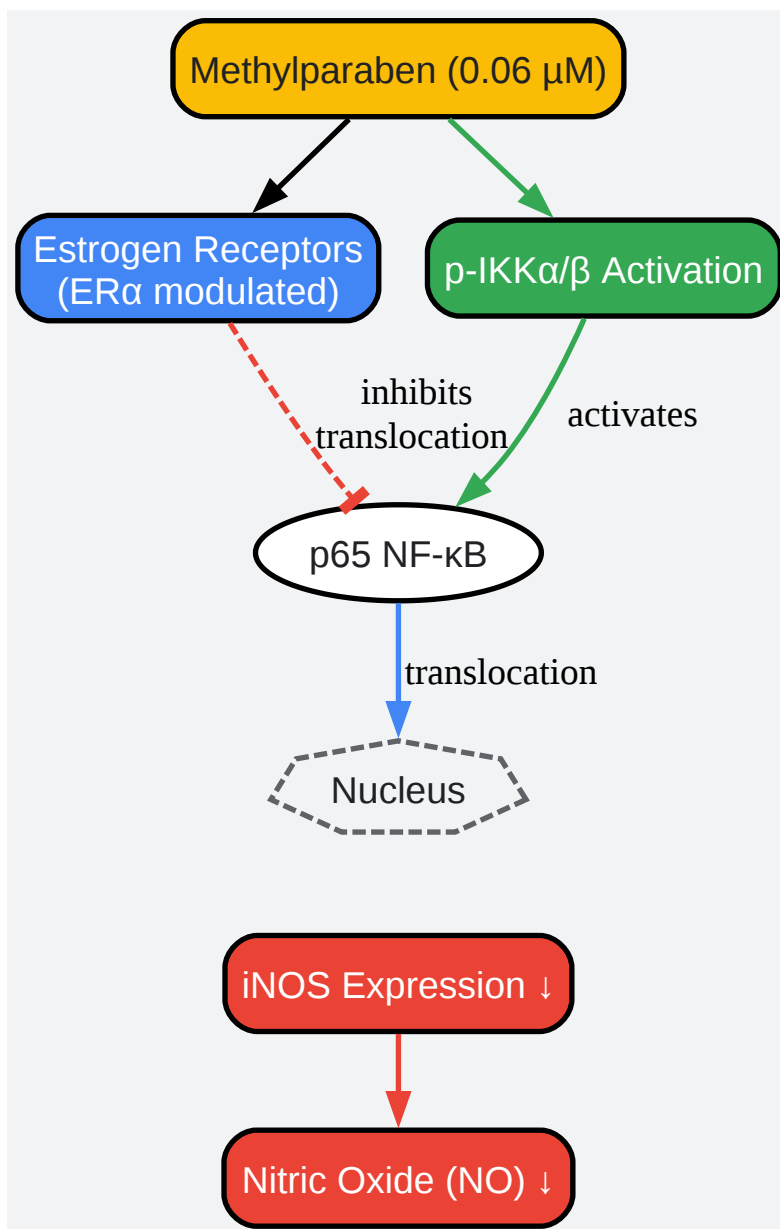 Methylparaben (0.06 µM)
Estrogen Receptors
(ERα modulated)
p-IKKα/β Activation
inhibits
translocation
activates
p65 NF-κB
translocation
Nucleus
iNOS Expression ↓
Nitric Oxide (NO) ↓